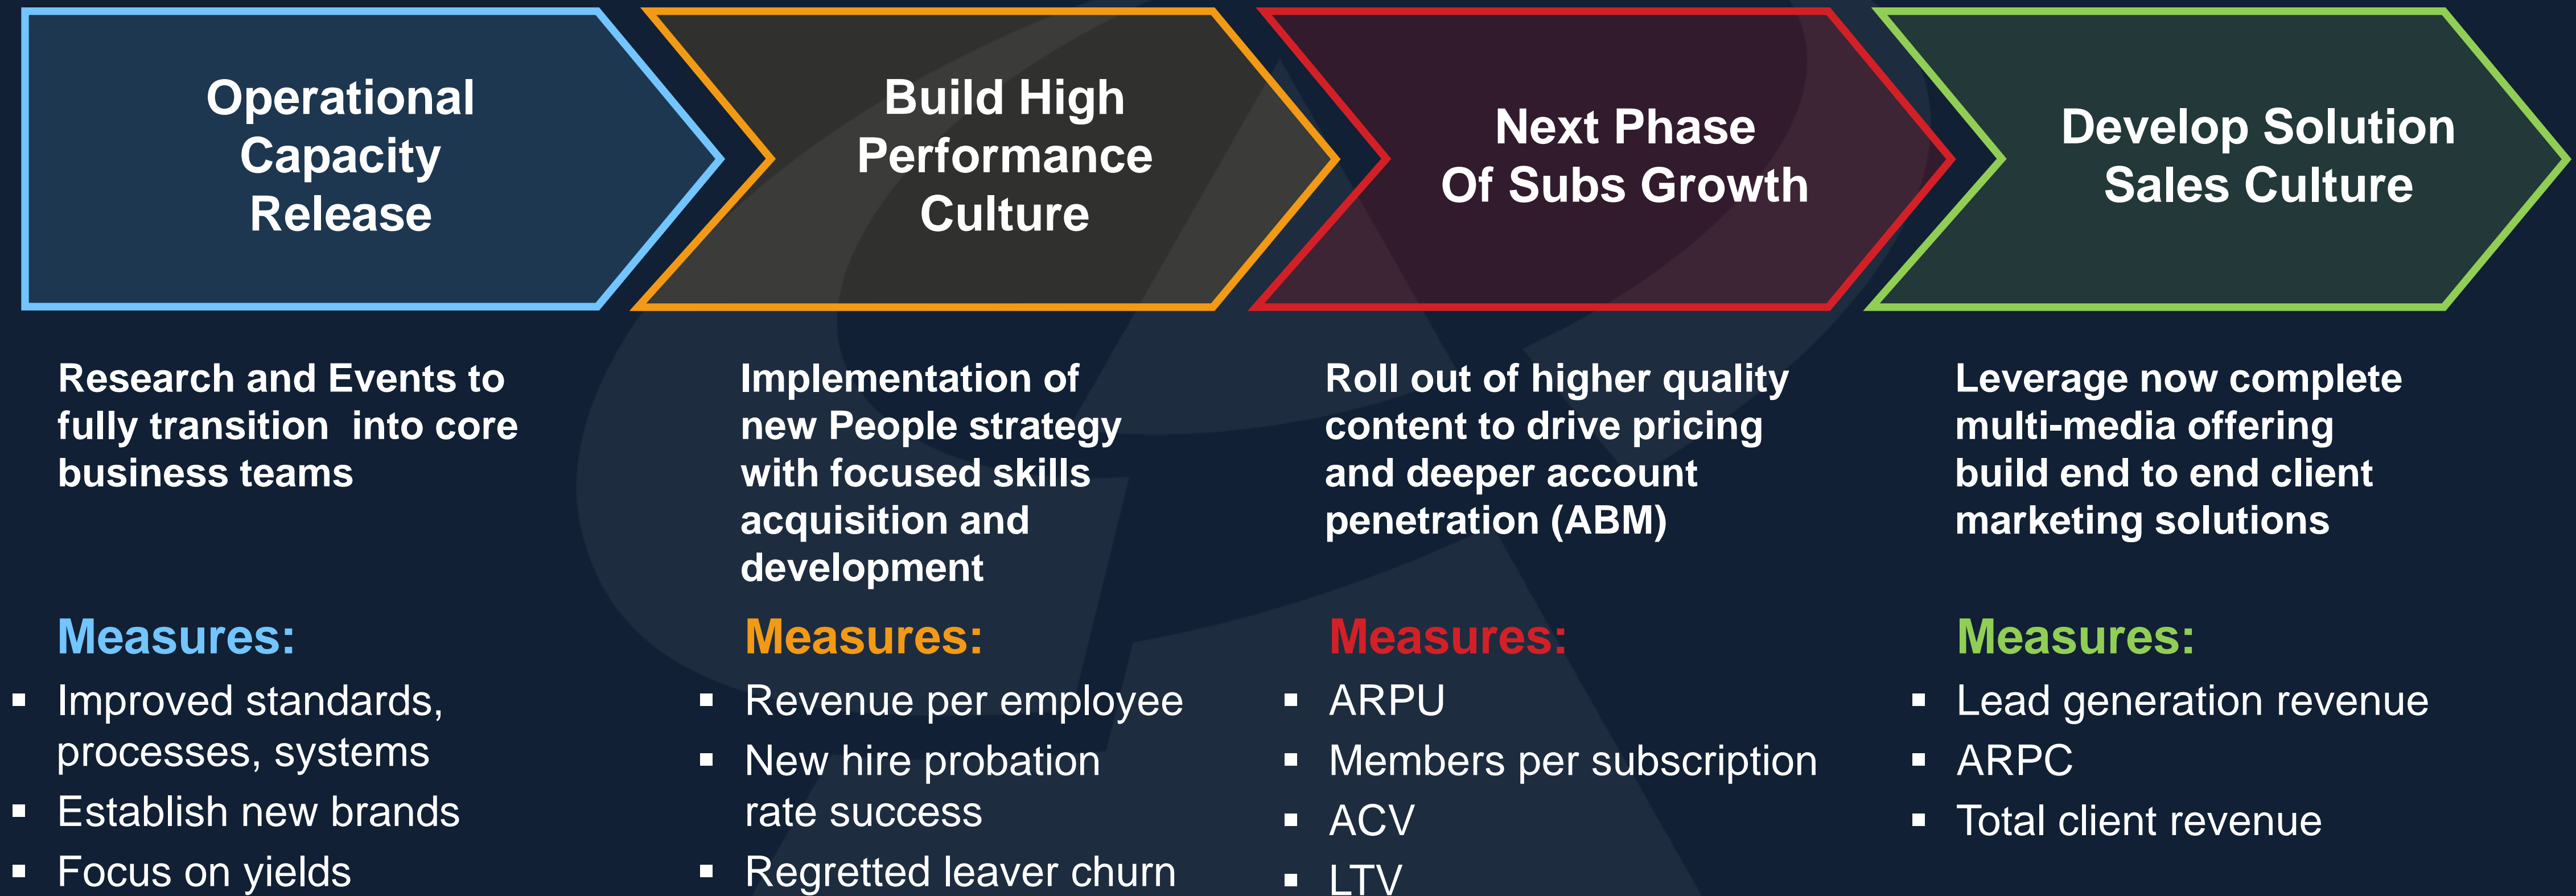 Operational
Capacity
Release
Build High
Performance
Culture
Next Phase
Of Subs Growth
Develop Solution
Sales Culture
Research and Events to
fully transition  into core
business teams
Implementation of
new People strategy
with focused skills
acquisition and
development
Roll out of higher quality
content to drive pricing
and deeper account
penetration (ABM)
Leverage now complete
multi-media offering
build end to end client
marketing solutions
Measures:
▪ Improved standards,
processes, systems
▪ Establish new brands
▪ Focus on yields
Measures:
▪ Revenue per employee
▪ New hire probation
rate success
▪ Regretted leaver churn
Measures:
▪ ARPU
▪ Members per subscription
▪ ACV
▪ LTV
Measures:
▪ Lead generation revenue
▪ ARPC
▪ Total client revenue